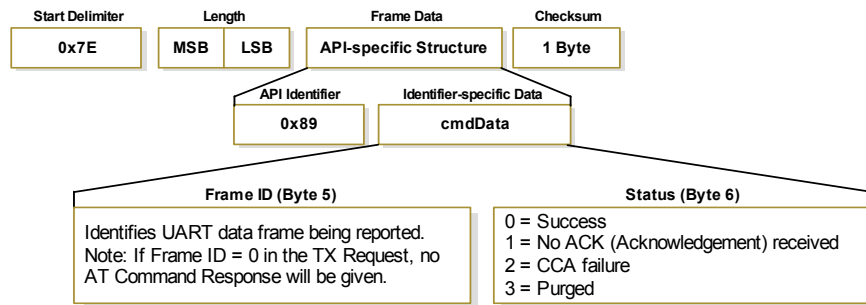 Start Delimiter
Length
Frame Data
Checksum
0x7E
MSB
LSB
API-specific Structure
1 Byte
API Identifier
Identifier-specific Data
0x89
cmdData
Frame ID (Byte 5)
Identifies UART data frame being reported.
Note: If Frame ID = 0 in the TX Request, no
AT Command Response will be given.
Status (Byte 6)
0 = Success
1 = No ACK (Acknowledgement) received
2 = CCA failure
3 = Purged